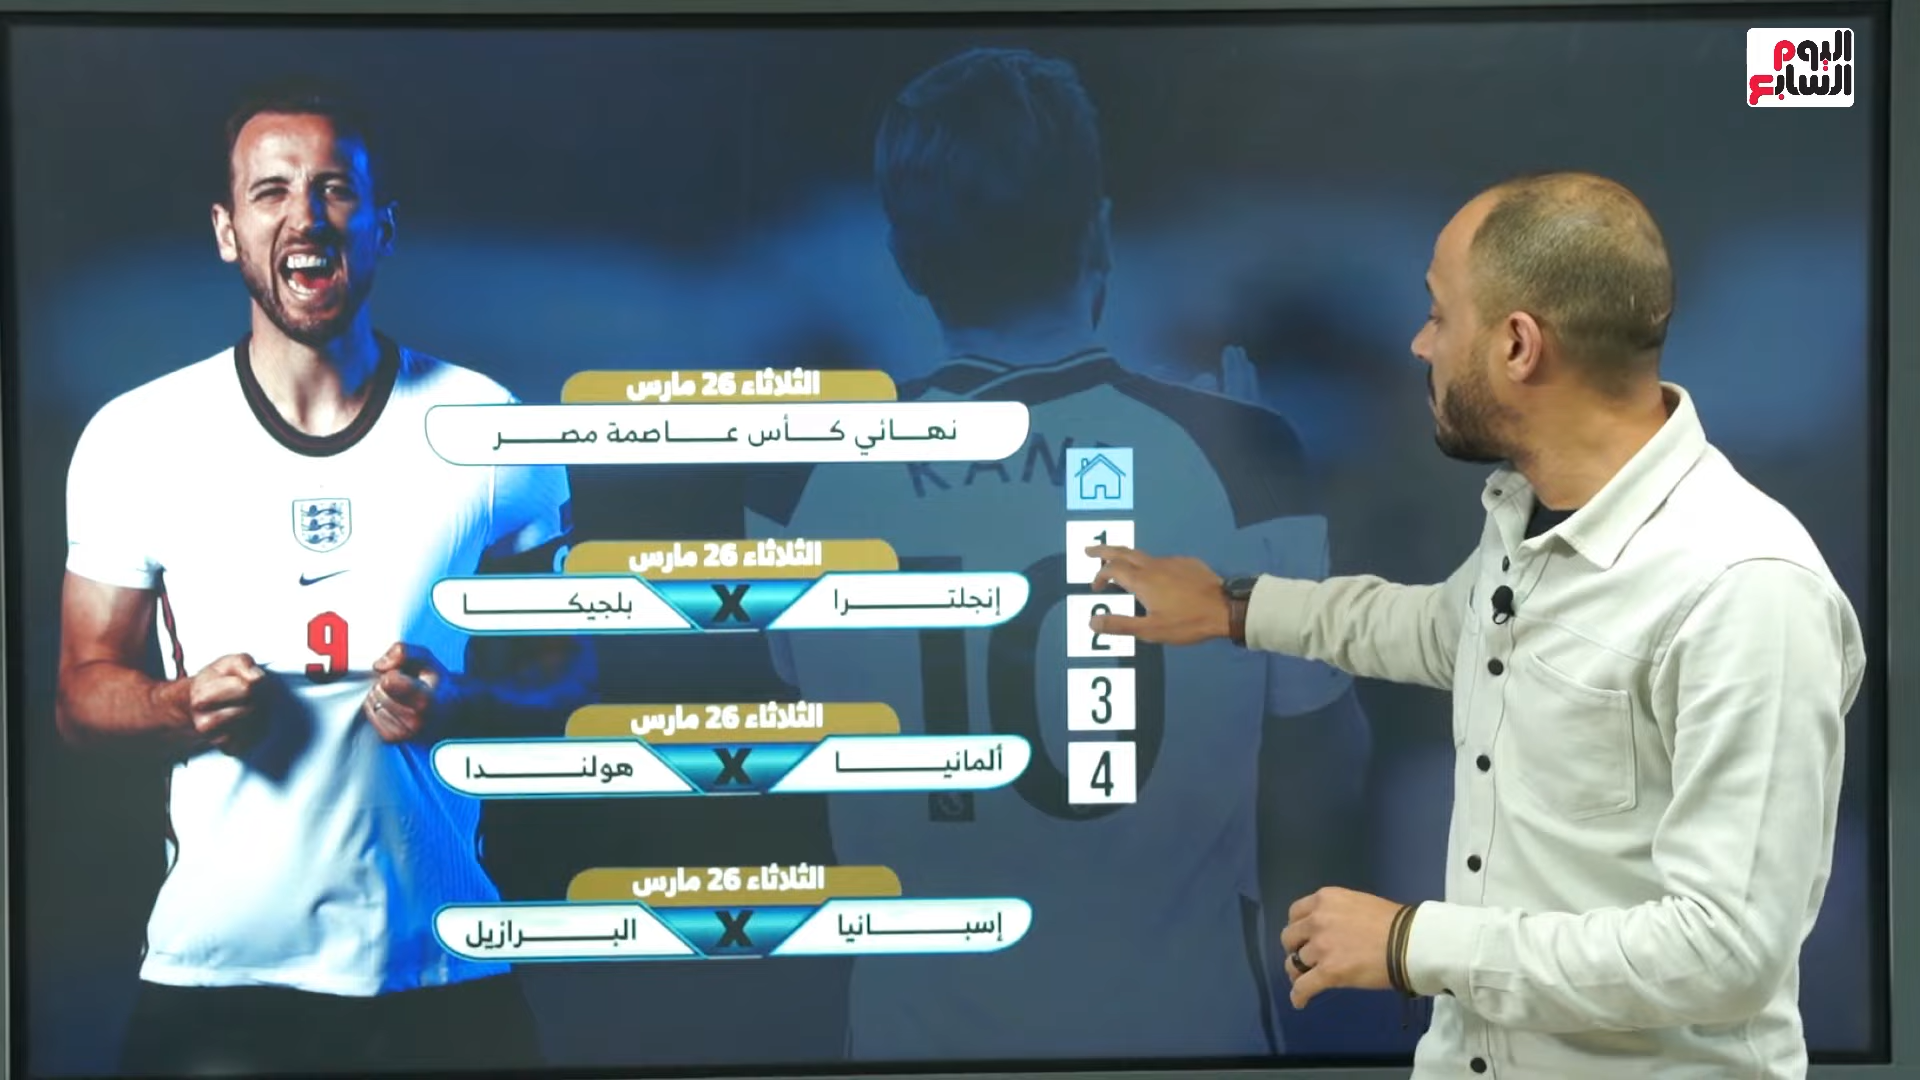 اليوم
السابع
الثلاثاء 26 مارس
نهائي كأس عاصمة مصر
KAN
1
الثلاثاء 26 مارس
إنجلترا X بلجيكا
2
9
10
3
الثلاثاء 26 مارس
ألمانيا X هولندا
4
الثلاثاء 26 مارس
إسبانيا X البرازيل